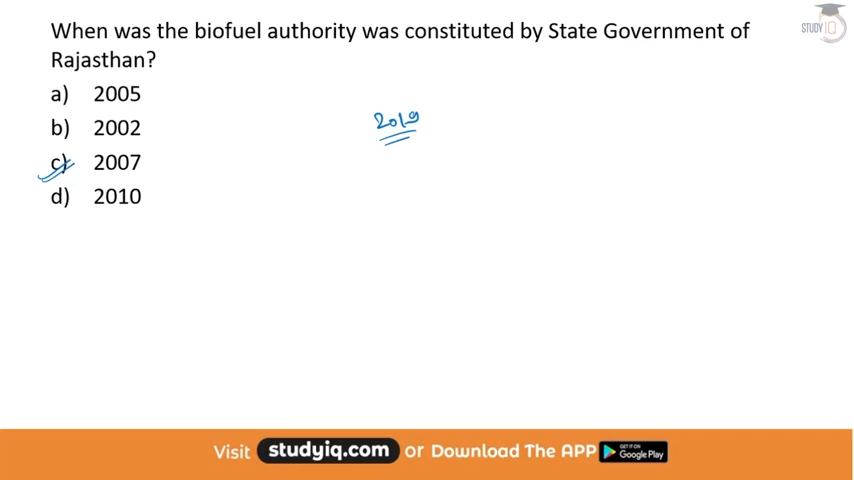 STUDY IQ
When was the biofuel authority was constituted by State Government of
Rajasthan?
a) 2005
2019
b) 2002
c) 2007
d) 2010
Visit studyiq.com or Download The APP GET IT ON Google Play